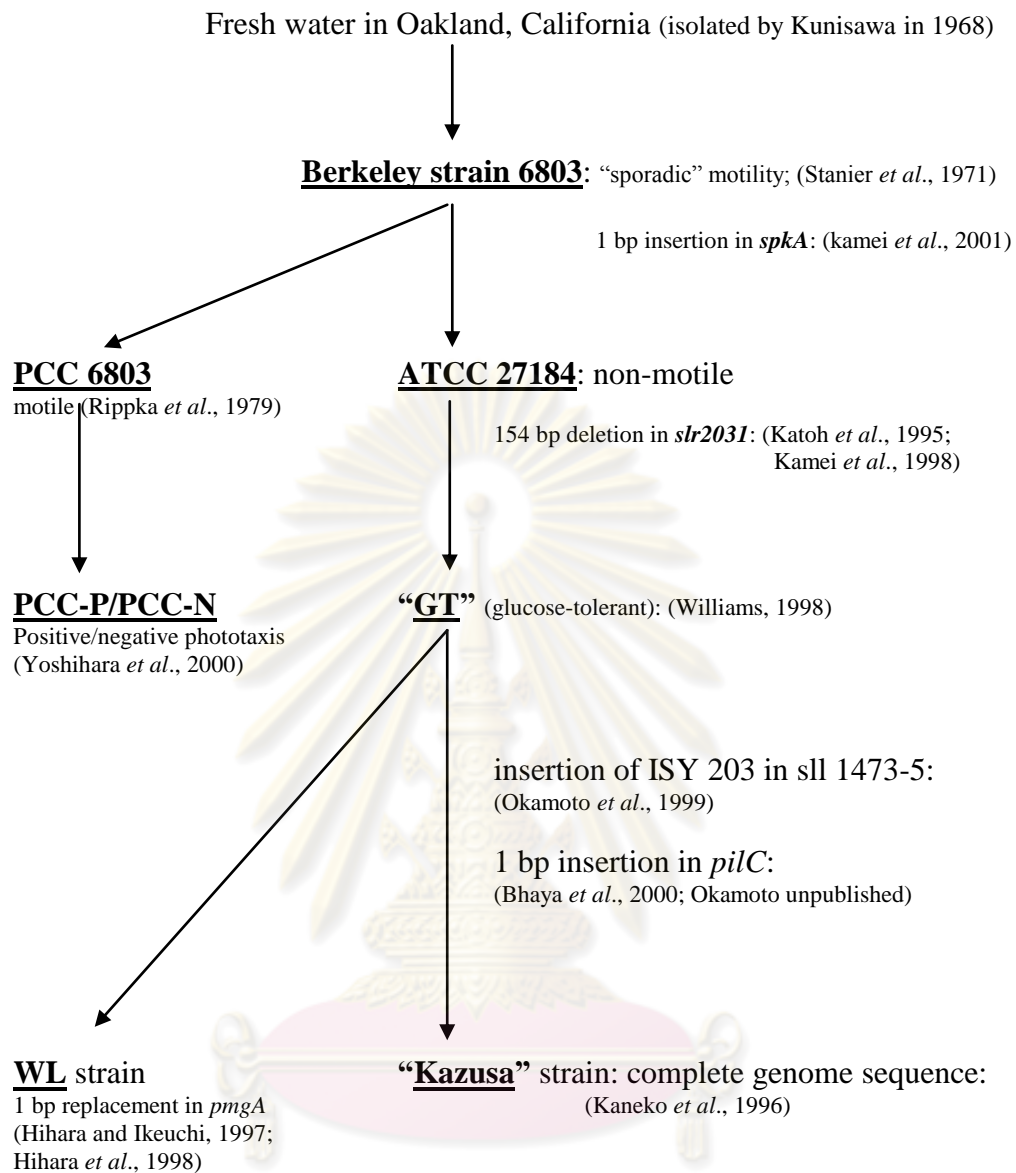 Fresh water in Oakland, California (isolated by Kunisawa in 1968)
Berkeley strain 6803: “sporadic” motility; (Stanier et al., 1971)
1 bp insertion in spkA: (kamei et al., 2001)
PCC 6803
motile (Rippka et al., 1979)
ATCC 27184: non-motile
154 bp deletion in slr2031: (Katoh et al., 1995;
Kamei et al., 1998)
PCC-P/PCC-N
Positive/negative phototaxis
(Yoshihara et al., 2000)
“GT” (glucose-tolerant): (Williams, 1998)
insertion of ISY 203 in sll 1473-5:
(Okamoto et al., 1999)
1 bp insertion in pilC:
(Bhaya et al., 2000; Okamoto unpublished)
WL strain
1 bp replacement in pmgA
(Hihara and Ikeuchi, 1997;
Hihara et al., 1998)
“Kazusa” strain: complete genome sequence:
(Kaneko et al., 1996)